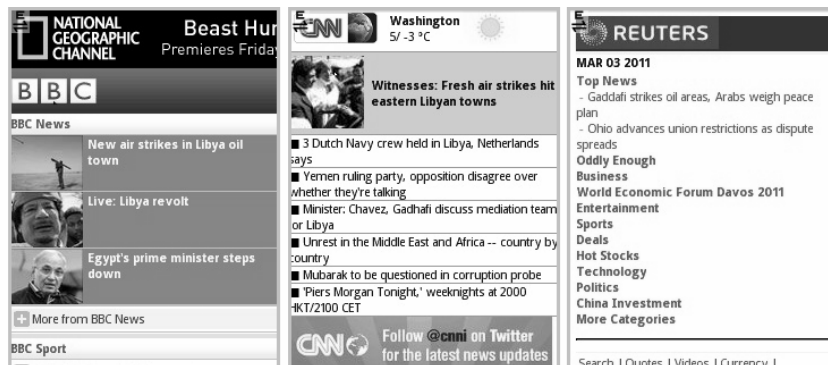 E
NATIONAL
GEOGRAPHIC
CHANNEL
Beast Hur
Premieres Friday
BBC
BBC News
New air strikes in Libya oil
town
Live: Libya revolt
Egypt's prime minister steps
down
More from BBC News
BBC Sport
E
CNN
Washington
5/ -3 °C
Witnesses: Fresh air strikes hit
eastern Libyan towns
3 Dutch Navy crew held in Libya, Netherlands
says
Yemen ruling party, opposition disagree over
whether they're talking
Minister: Chavez, Gadhafi discuss mediation team
or Libya
Unrest in the Middle East and Africa -- country by
country
Mubarak to be questioned in corruption probe
'Piers Morgan Tonight,' weeknights at 2000
HKT/2100 CET
CNN
Follow @cnni on Twitter
for the latest news updates
E
REUTERS
MAR 03 2011
Top News
- Gaddafi strikes oil areas, Arabs weigh peace
plan
- Ohio advances union restrictions as dispute
spreads
Oddly Enough
Business
World Economic Forum Davos 2011
Entertainment
Sports
Deals
Hot Stocks
Technology
Politics
China Investment
More Categories
Search | Quotes | Videos | Currency |